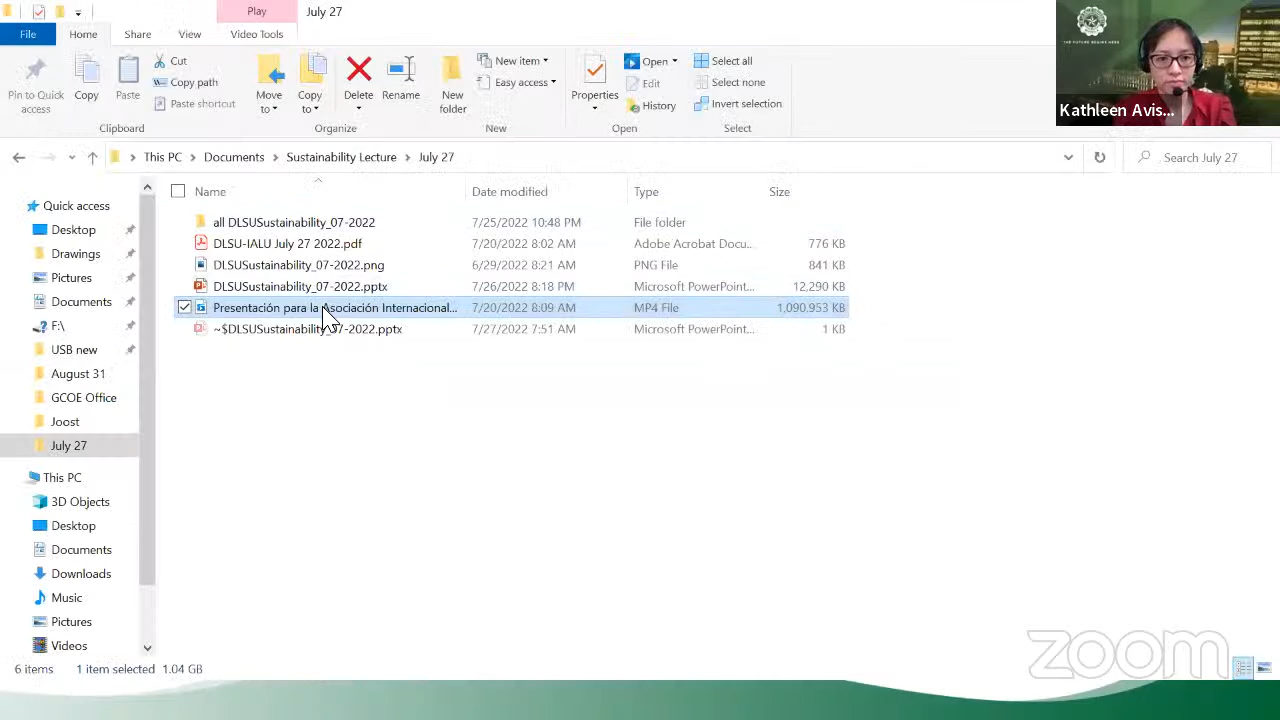 Play July 27
File Home Share View Video Tools
Pin to Quick access
Copy
Paste
Cut
Copy path
Paste shortcut
Clipboard
Move to
Copy to
Delete
Rename
Organize
New folder
New item
Easy access
New
Properties
Open
Edit
History
Open
Select all
Select none
Invert selection
Select
This PC > Documents > Sustainability Lecture > July 27
Search July 27
Name Date modified Type Size
all DLSUSustainability_07-2022 7/25/2022 10:48 PM File folder
DLSU-IALU July 27 2022.pdf 7/20/2022 8:02 AM Adobe Acrobat Docu... 776 KB
DLSUSustainability_07-2022.png 6/29/2022 8:21 AM PNG File 841 KB
DLSUSustainability_07-2022.pptx 7/26/2022 8:18 PM Microsoft PowerPoint... 12,290 KB
Presentación para la Asociación Internacional... 7/20/2022 8:09 AM MP4 File 1,090,953 KB
~$DLSUSustainability_07-2022.pptx 7/27/2022 7:51 AM Microsoft PowerPoint... 1 KB
Quick access
Desktop
Drawings
Pictures
Documents
F:\
USB new
August 31
GCOE Office
Joost
July 27
This PC
3D Objects
Desktop
Documents
Downloads
Music
Pictures
Videos
6 items 1 item selected 1.04 GB
THE FUTURE BEGINS HERE
Kathleen Avis...
zoom